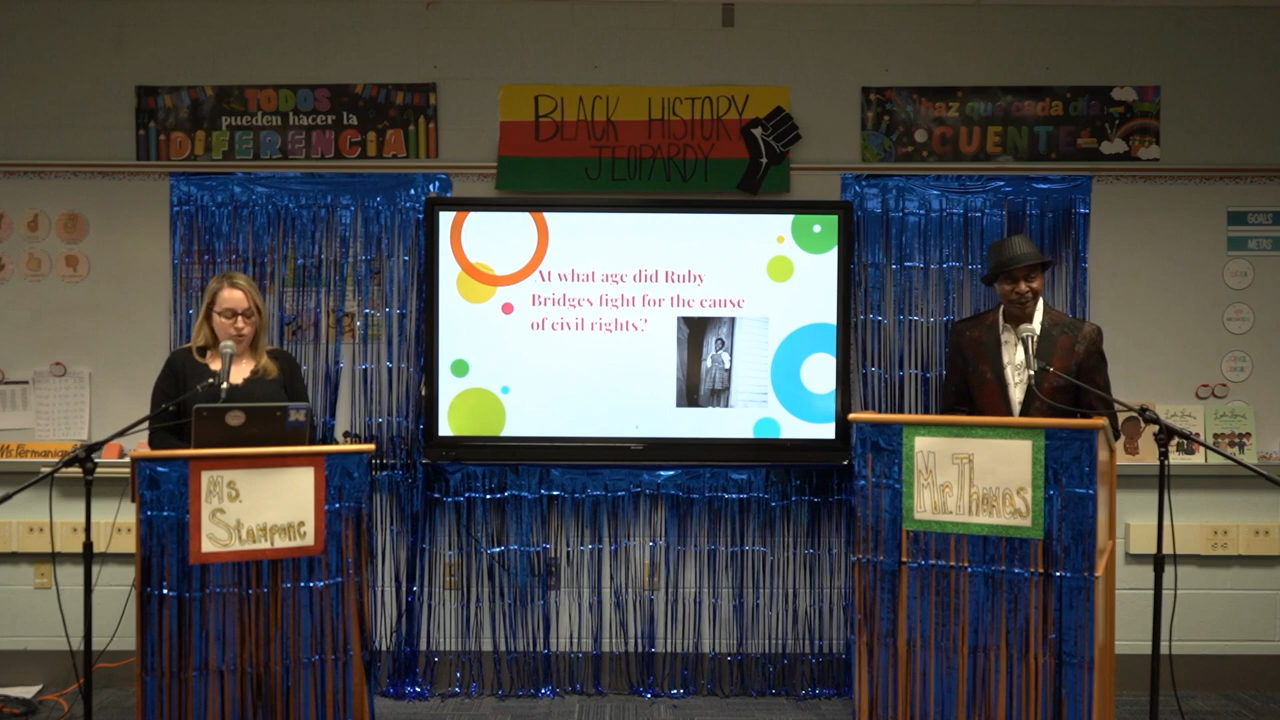 TODOS
pueden hacer la
DIFERENCIA
BLACK HISTORY
JEOPARDY
haz que cada día
CUENTE
At what age did Ruby
Bridges fight for the cause
of civil rights?
GOALS
METAS
Ms.
Stampone
Mr. Thomas